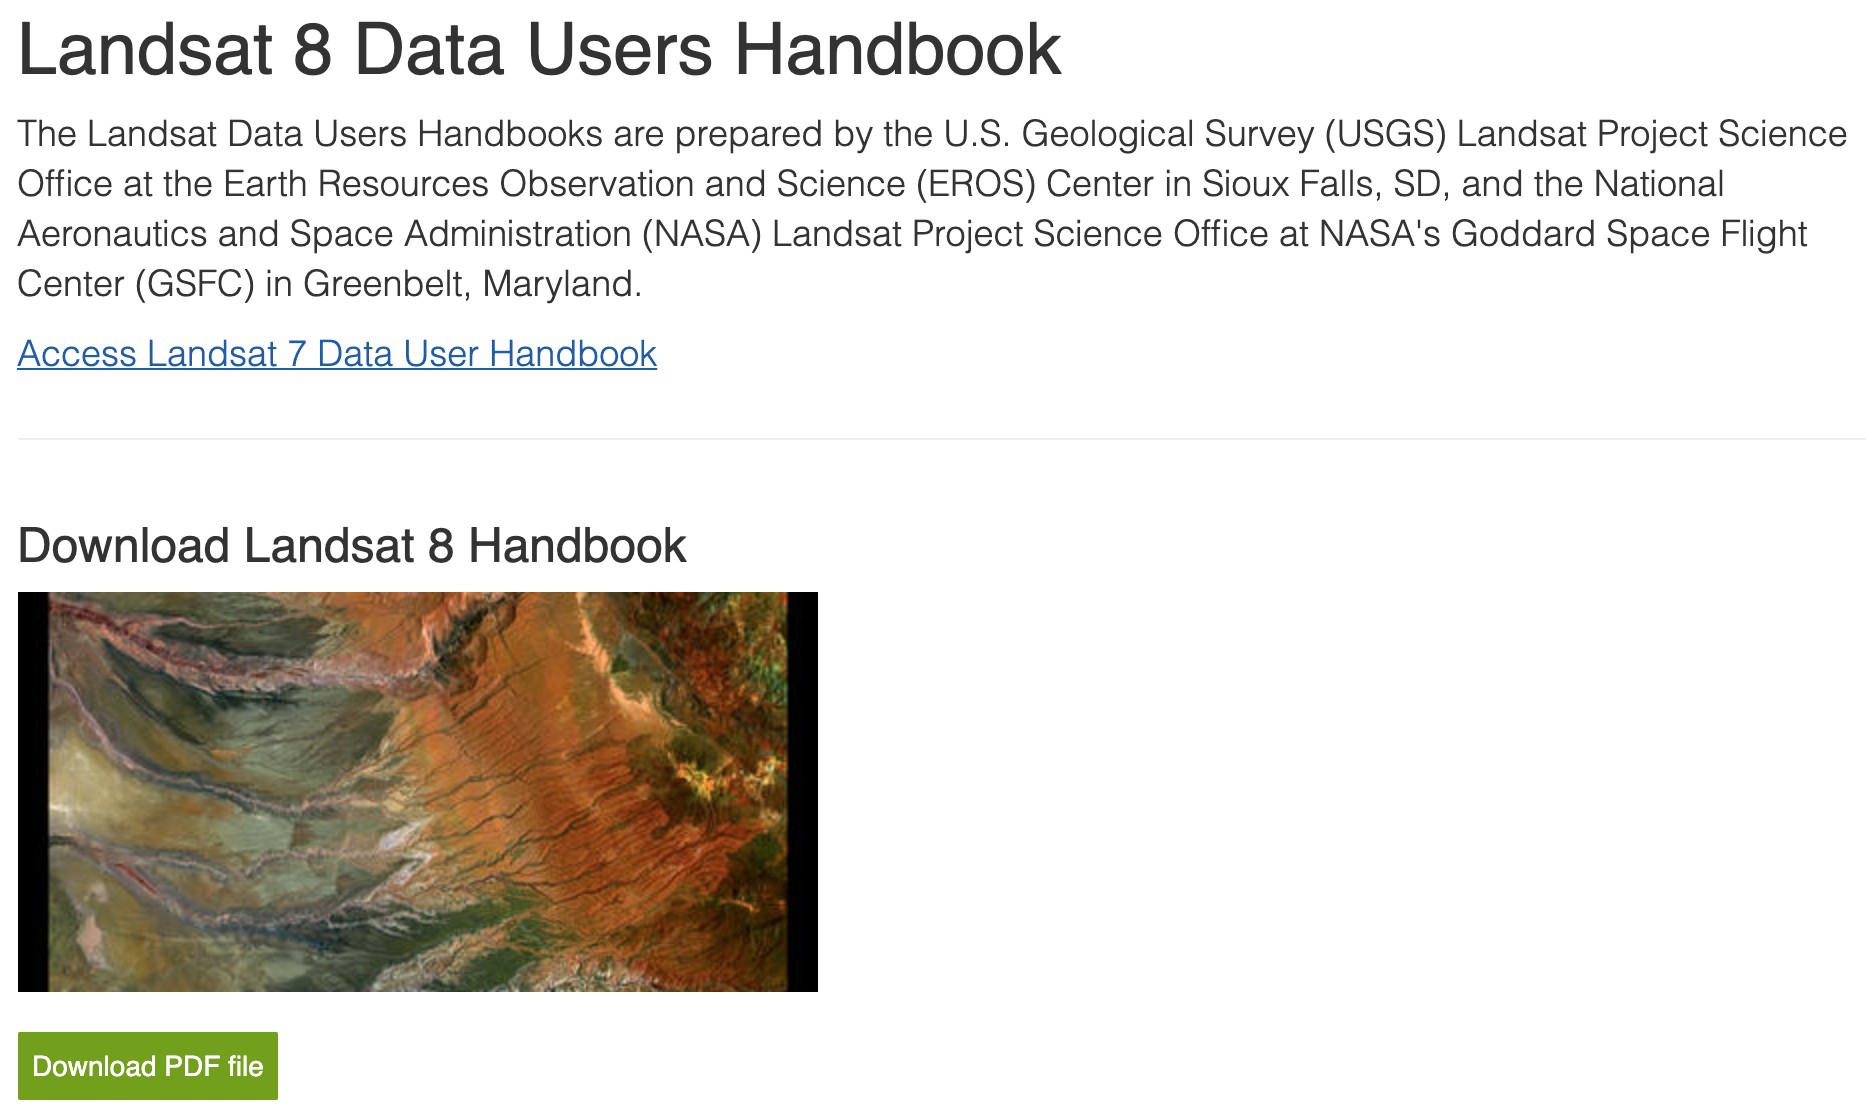 Landsat 8 Data Users Handbook
The Landsat Data Users Handbooks are prepared by the U.S. Geological Survey (USGS) Landsat Project Science
Office at the Earth Resources Observation and Science (EROS) Center in Sioux Falls, SD, and the National
Aeronautics and Space Administration (NASA) Landsat Project Science Office at NASA's Goddard Space Flight
Center (GSFC) in Greenbelt, Maryland.
Access Landsat 7 Data User Handbook
Download Landsat 8 Handbook
Download PDF file